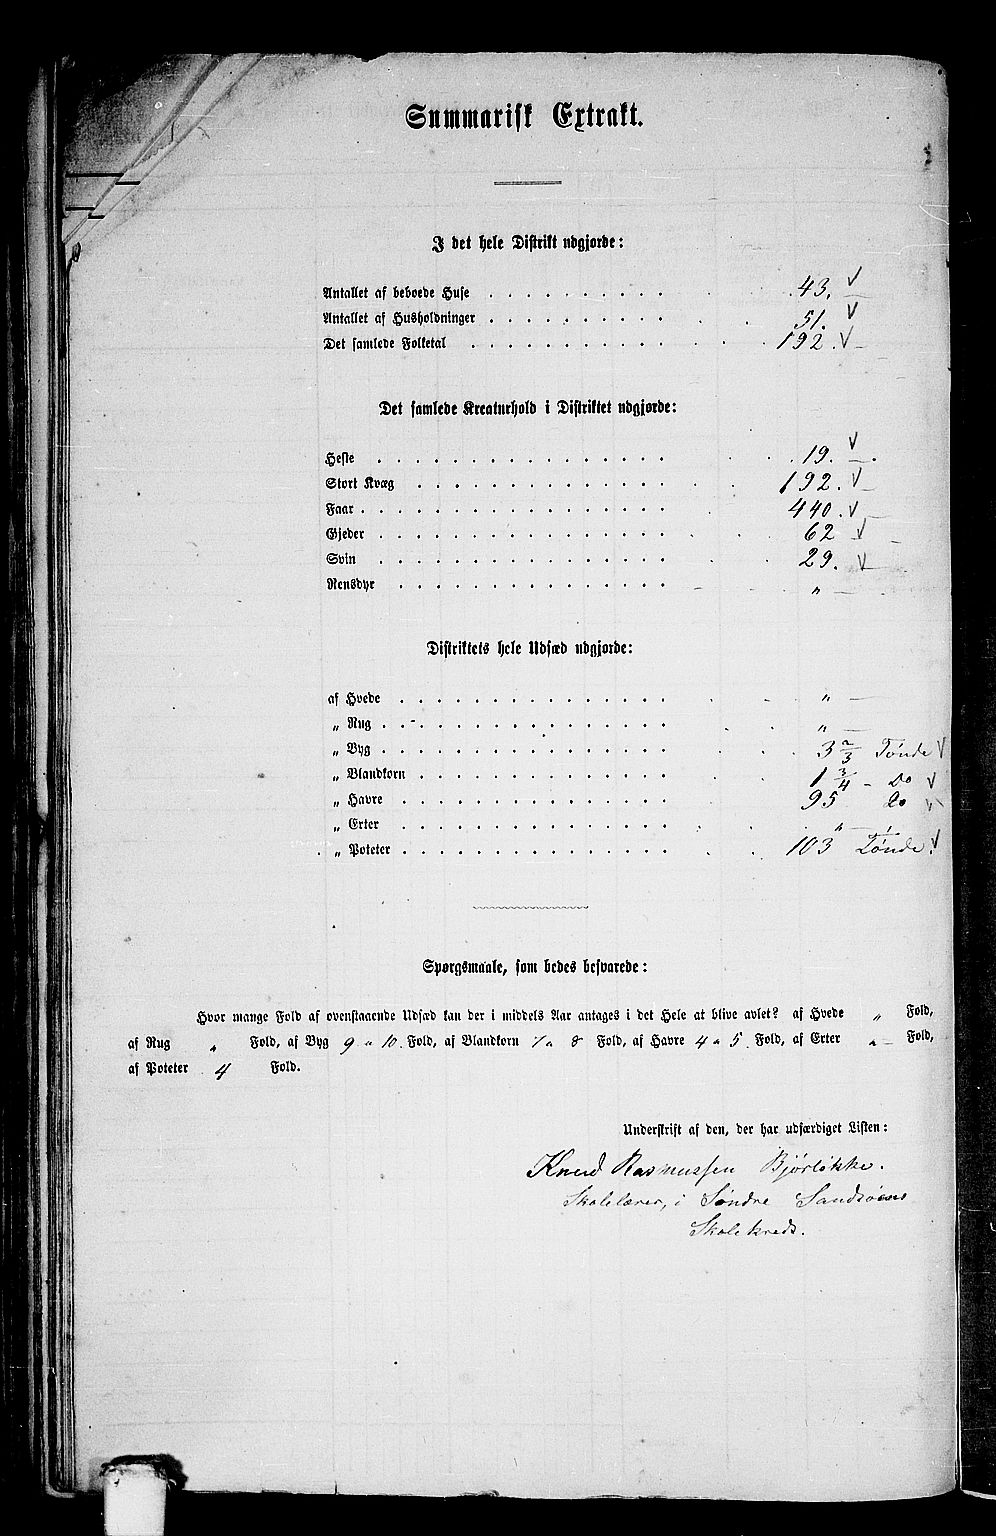 Summarisk Extrakt.
I det hele Distrikt udgjorde:
Antallet af beboede Huse . . . . . . . . 43.
Antallet af Husholdninger . . . . . . . . 51.
Det samlede Folketal . . . . . . . . . 192.
Det samlede Kreaturhold i Distriktet udgjorde:
Heste . . . . . . . . . . . . . 19.
Stort Kvæg . . . . . . . . . . . 192.
Faar . . . . . . . . . . . . . . 440.
Gjeder . . . . . . . . . . . . . 62
Svin . . . . . . . . . . . . . 29.
Rensdyr . . . . . . . . . . . . „
Distriktets hele Udsæd udgjorde:
af Hvede . . . . . . . . . . . . „
„ Rug . . . . . . . . . . . . . „
„ Byg . . . . . . . . . . . . . 3 2/3 Tønde
„ Blandkorn . . . . . . . . . . . 1 3/4 - Do
„ Havre . . . . . . . . . . . . 95 Do
„ Erter . . . . . . . . . . . . „
„ Poteter . . . . . . . . . . . . 103 Tønde.
Spørgsmaale, som bedes besvarede:
Hvor mange Fold af ovenstaaende Udsæd kan der i middels Aar antages i det Hele at blive avlet? af Hvede „ Fold,
af Rug „ Fold, af Byg 9 a 10 Fold, af Blandkorn 7 a 8 Fold, af Havre 4 a 5 Fold, af Erter „ Fold,
af Poteter 4 Fold.
Underskrift af den, der har udfærdiget Listen:
Knud Rasmussen Bjørløkke.
Skolelærer, i Søndre Sandsøens
Skolekreds.